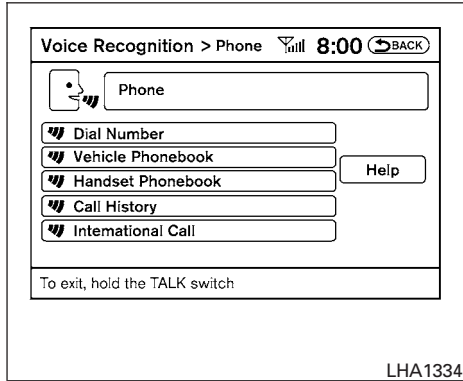 Voice Recognition > Phone 8:00 BACK
Phone
Dial Number
Vehicle Phonebook
Handset Phonebook
Help
Call History
International Call
To exit, hold the TALK switch
LHA1334